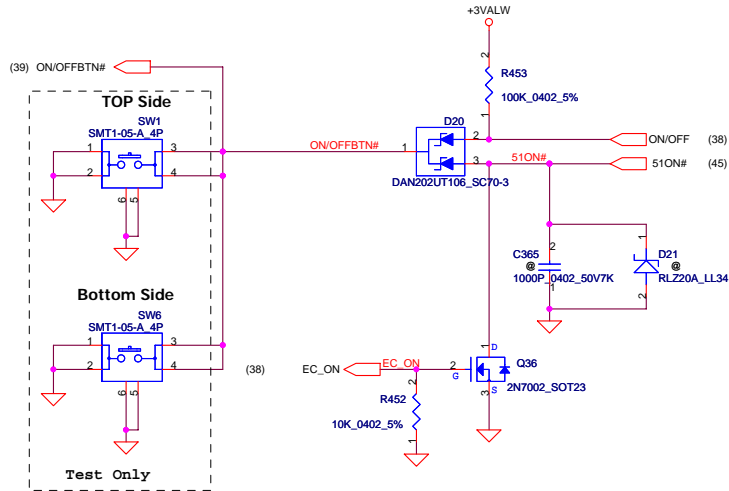 +3VALW
(39) ON/OFFBTN#
2
R453
100K_0402_5%
1
TOP Side
SW1
SMT1-05-A_4P
1 3
2 4
6 5
ON/OFFBTN#
D20
1
2
3
DAN202UT106_SC70-3
ON/OFF (38)
51ON#
51ON# (45)
C365
@
2
1000P_0402_50V7K
1
1
D21
@
RLZ20A_LL34
2
Bottom Side
SW6
SMT1-05-A_4P
1 3
2 4
6 5
(38) EC_ON
EC_ON
2
G
1
D
Q36
S
2N7002_SOT23
3
2
R452
10K_0402_5%
1
Test Only